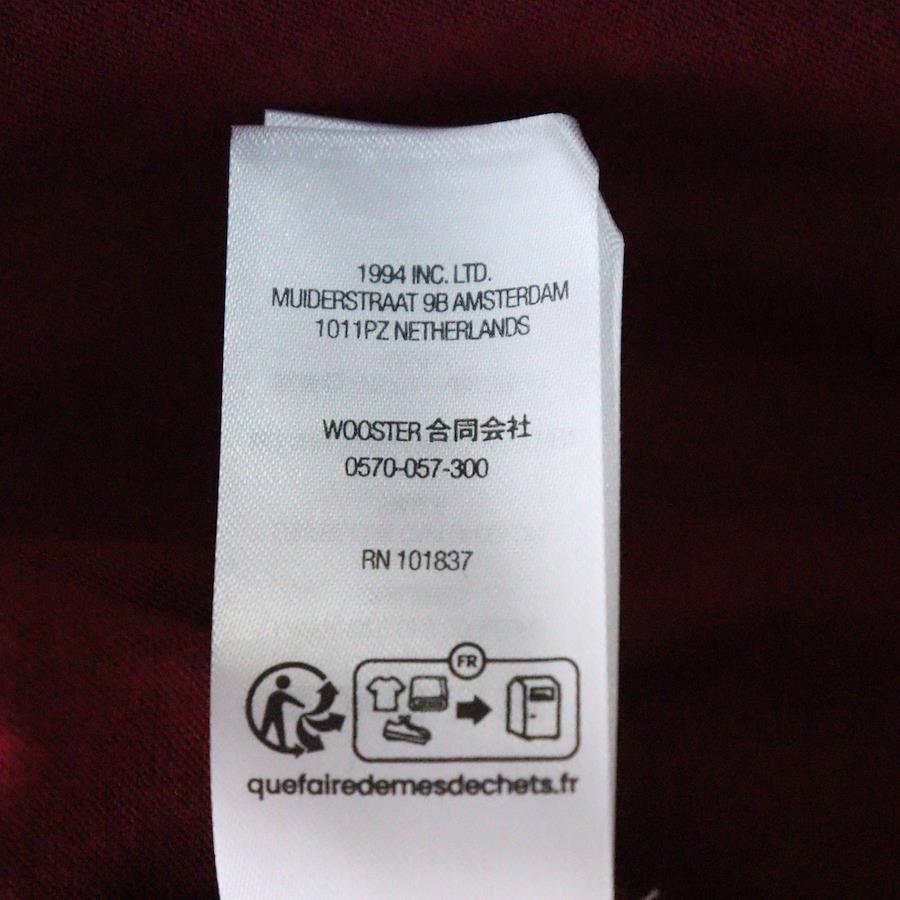 1994 INC. LTD.
MUIDERSTRAAT 9B AMSTERDAM
1011PZ NETHERLANDS
WOOSTER 合同会社
0570-057-300
RN 101837
FR
quefairedemesdechets.fr